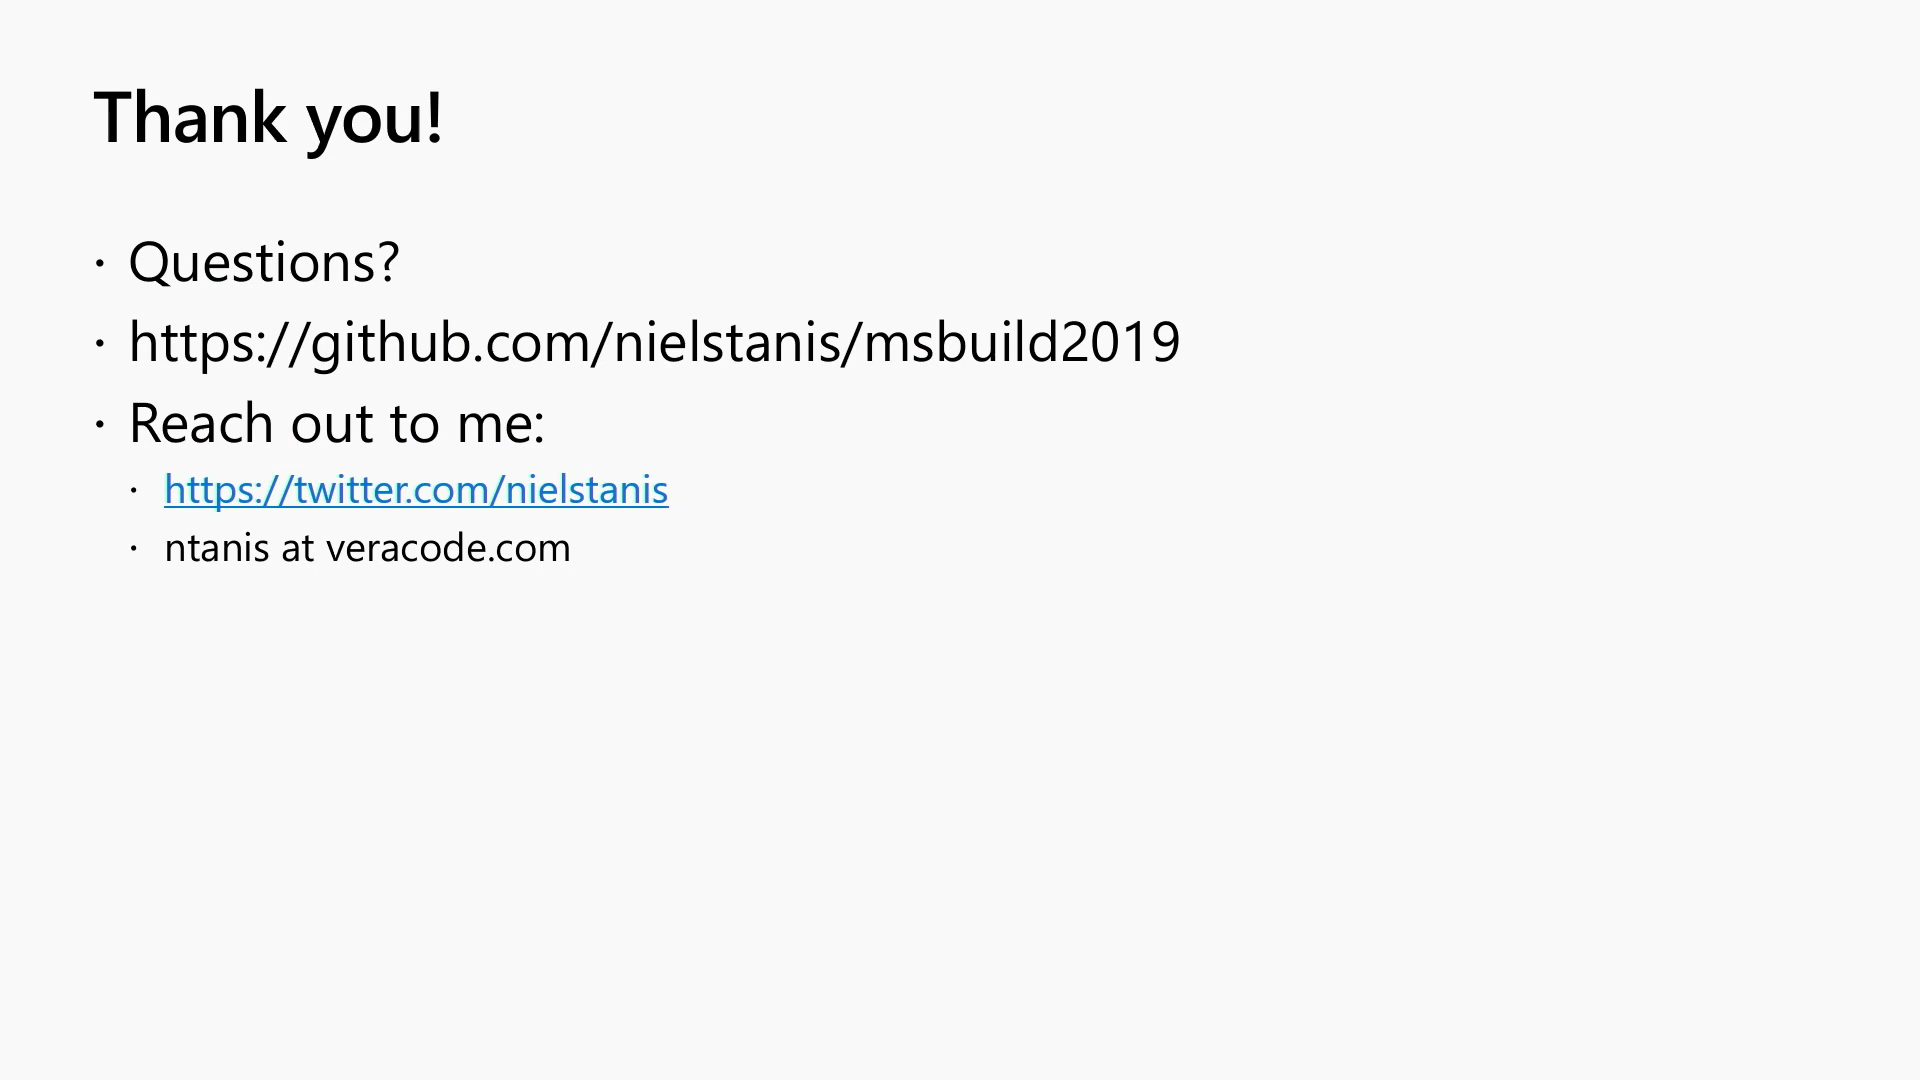 Thank you!
· Questions?
· https://github.com/nielstanis/msbuild2019
· Reach out to me:
· https://twitter.com/nielstanis
· ntanis at veracode.com